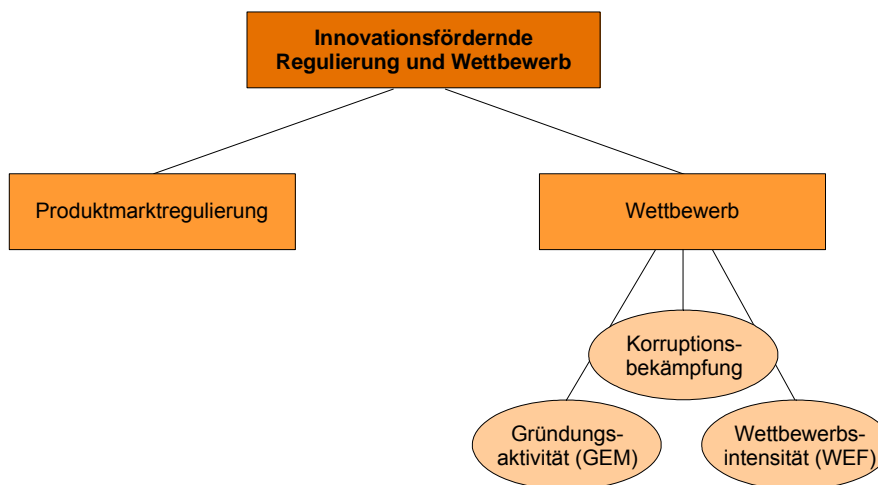 Innovationsfördernde
Regulierung und Wettbewerb
Produktmarktregulierung
Wettbewerb
Korruptions-
bekämpfung
Gründungs-
aktivität (GEM)
Wettbewerbs-
intensität (WEF)